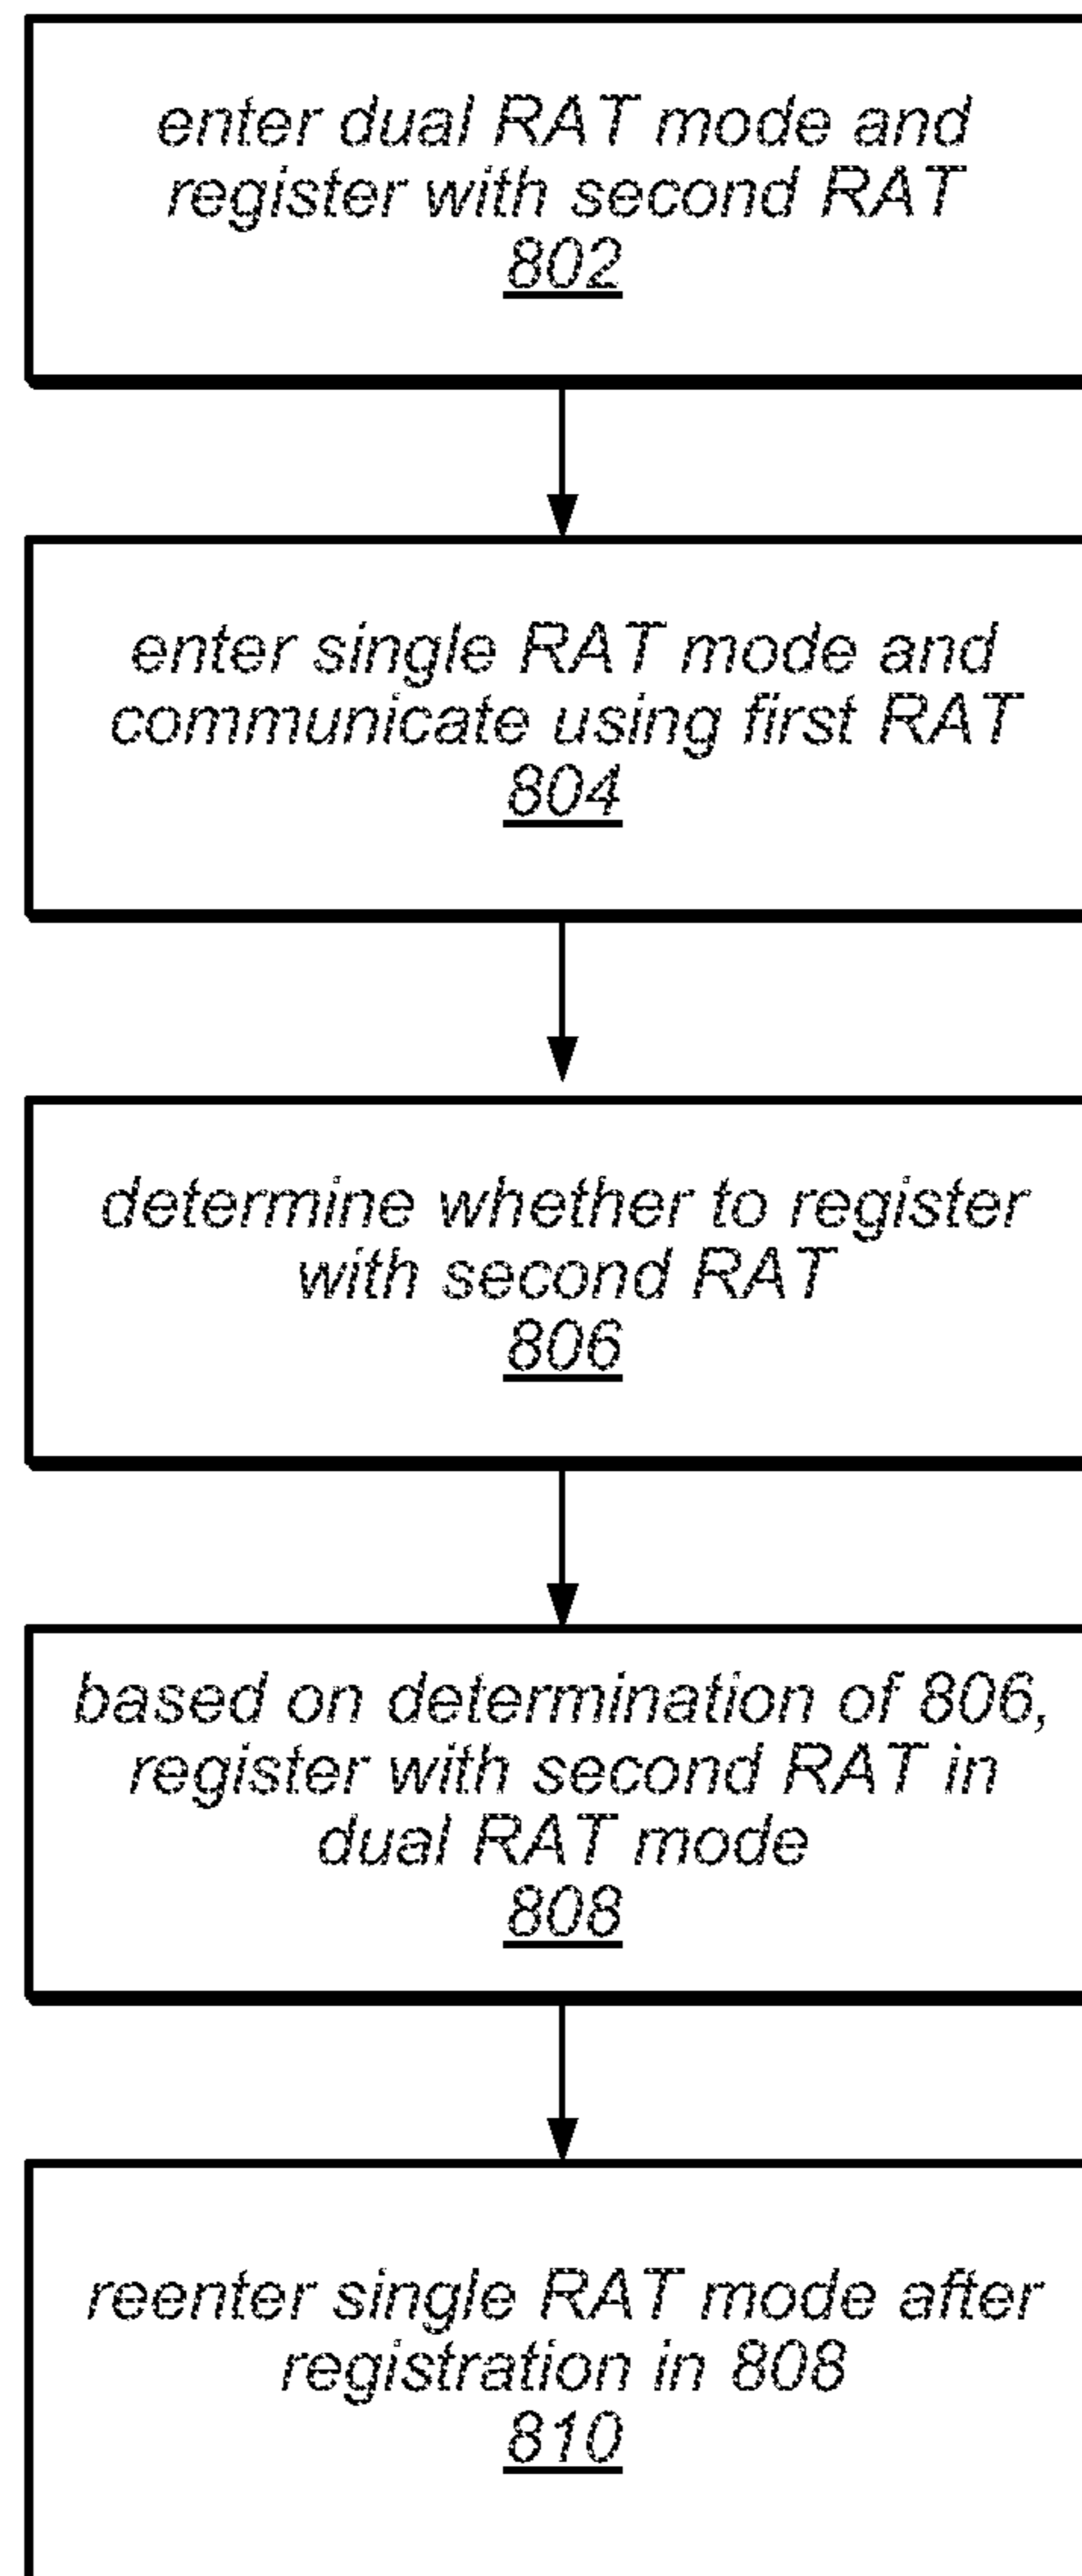 enter dual RAT mode and
register with second RAT
802
enter single RAT mode and
communicate using first RAT
804
determine whether to register
with second RAT
806
based on determination of 806,
register with second RAT in
dual RAT mode
808
reenter single RAT mode after
registration in 808
810